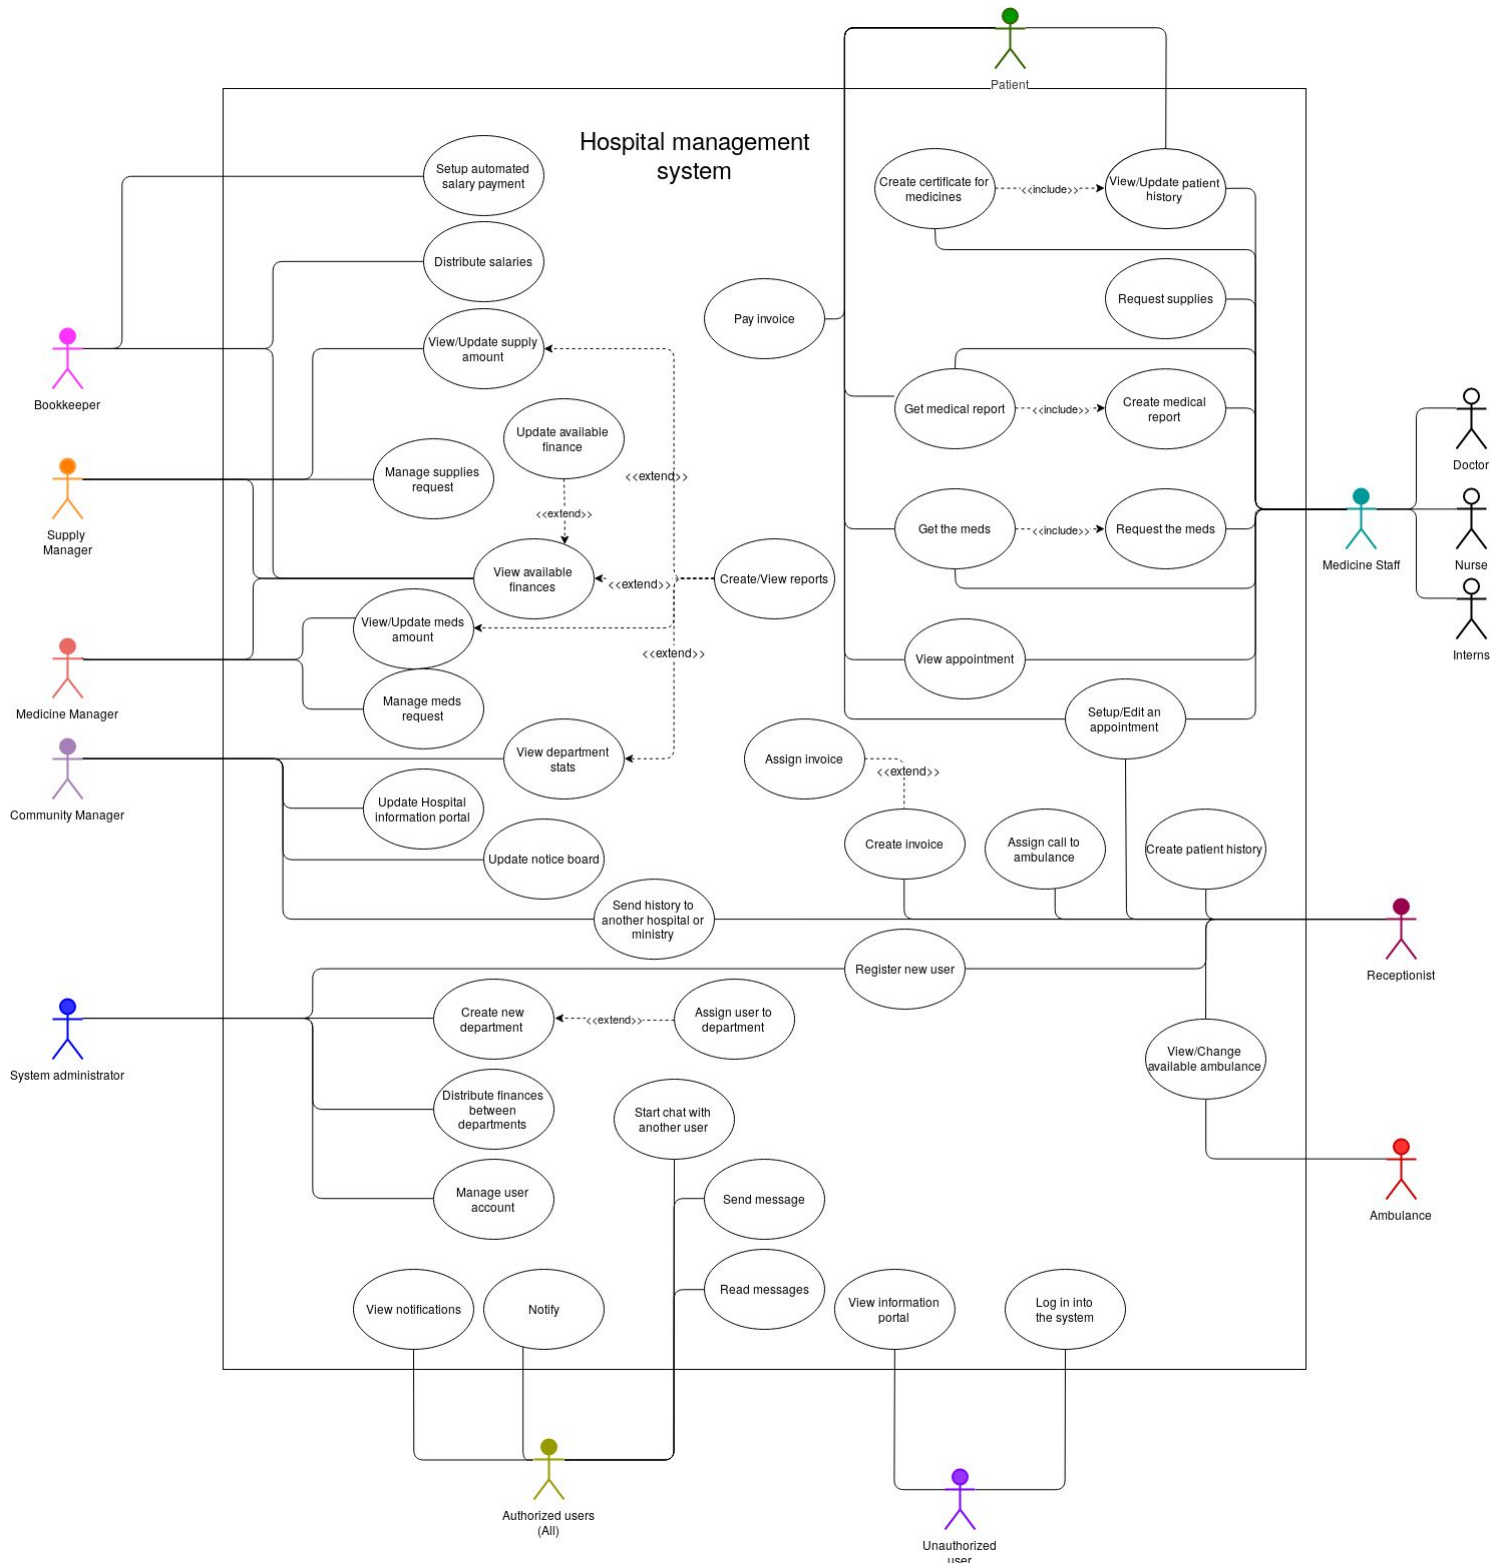 Patient
Hospital management
system
Setup automated
salary payment
Create certificate for
medicines
<<include>>
View/Update patient
history
Distribute salaries
Request supplies
Pay invoice
View/Update supply
amount
Bookkeeper
Get medical report
<<include>>
Create medical
report
Doctor
Update available
finance
Manage supplies
request
<<extend>>
<<extend>>
Supply
Manager
Get the meds
<<include>>
Request the meds
Medicine Staff
Nurse
View available
finances
<<extend>>
Create/View reports
View/Update meds
amount
<<extend>>
View appointment
Interns
Medicine Manager
Manage meds
request
Setup/Edit an
appointment
View department
stats
Assign invoice
<<extend>>
Community Manager
Update Hospital
information portal
Create invoice
Assign call to
ambulance
Create patient history
Update notice board
Send history to
another hospital or
ministry
Receptionist
Register new user
Create new
department
<<extend>>
Assign user to
department
System administrator
View/Change
available ambulance
Distribute finances
between
departments
Start chat with
another user
Manage user
account
Send message
Ambulance
View notifications
Notify
Read messages
View information
portal
Log in into
the system
Authorized users
(All)
Unauthorized
user